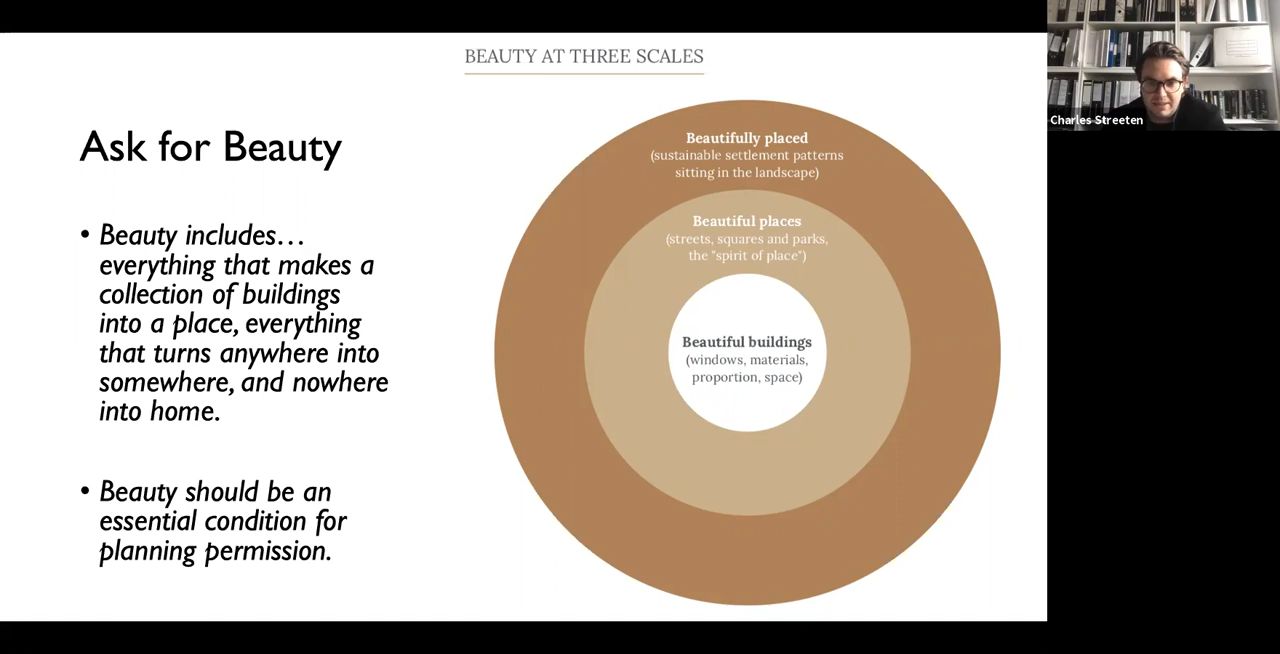 BEAUTY AT THREE SCALES
Ask for Beauty
• Beauty includes…
everything that makes a
collection of buildings
into a place, everything
that turns anywhere into
somewhere, and nowhere
into home.
• Beauty should be an
essential condition for
planning permission.
Beautifully placed
(sustainable settlement patterns
sitting in the landscape)
Beautiful places
(streets, squares and parks,
the "spirit of place")
Beautiful buildings
(windows, materials,
proportion, space)
Charles Streeten